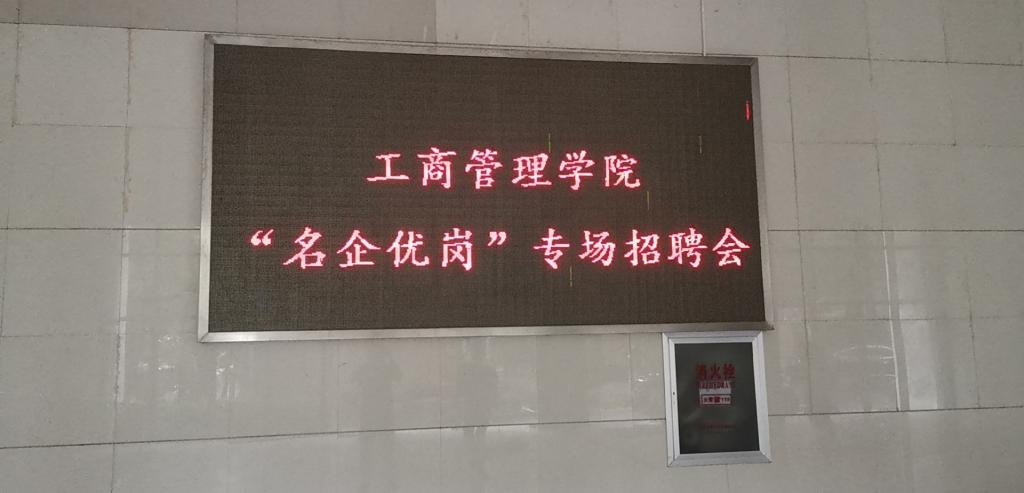 工商管理学院
“名企优岗”专场招聘会
消火栓